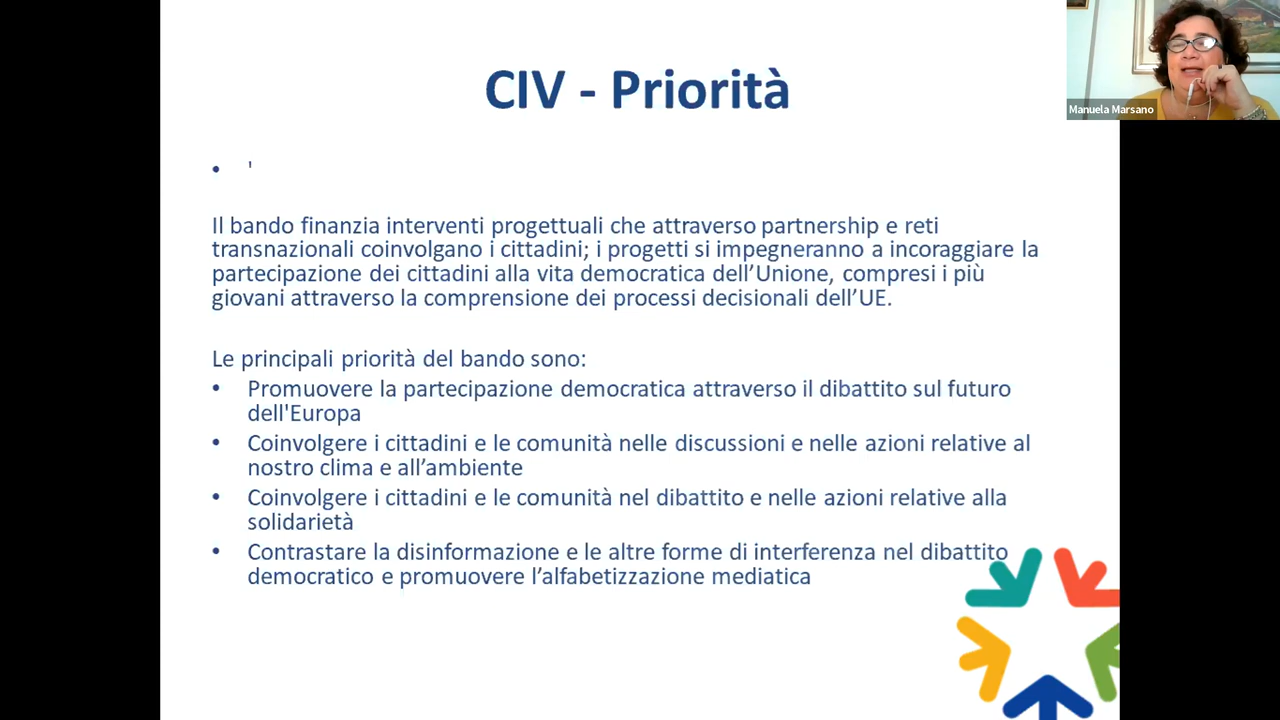 CIV - Priorità
Manuela Marsano
• '
Il bando finanzia interventi progettuali che attraverso partnership e reti
transnazionali coinvolgano i cittadini; i progetti si impegneranno a incoraggiare la
partecipazione dei cittadini alla vita democratica dell’Unione, compresi i più
giovani attraverso la comprensione dei processi decisionali dell’UE.
Le principali priorità del bando sono:
• Promuovere la partecipazione democratica attraverso il dibattito sul futuro
dell'Europa
• Coinvolgere i cittadini e le comunità nelle discussioni e nelle azioni relative al
nostro clima e all’ambiente
• Coinvolgere i cittadini e le comunità nel dibattito e nelle azioni relative alla
solidarietà
• Contrastare la disinformazione e le altre forme di interferenza nel dibattito
democratico e promuovere l’alfabetizzazione mediatica